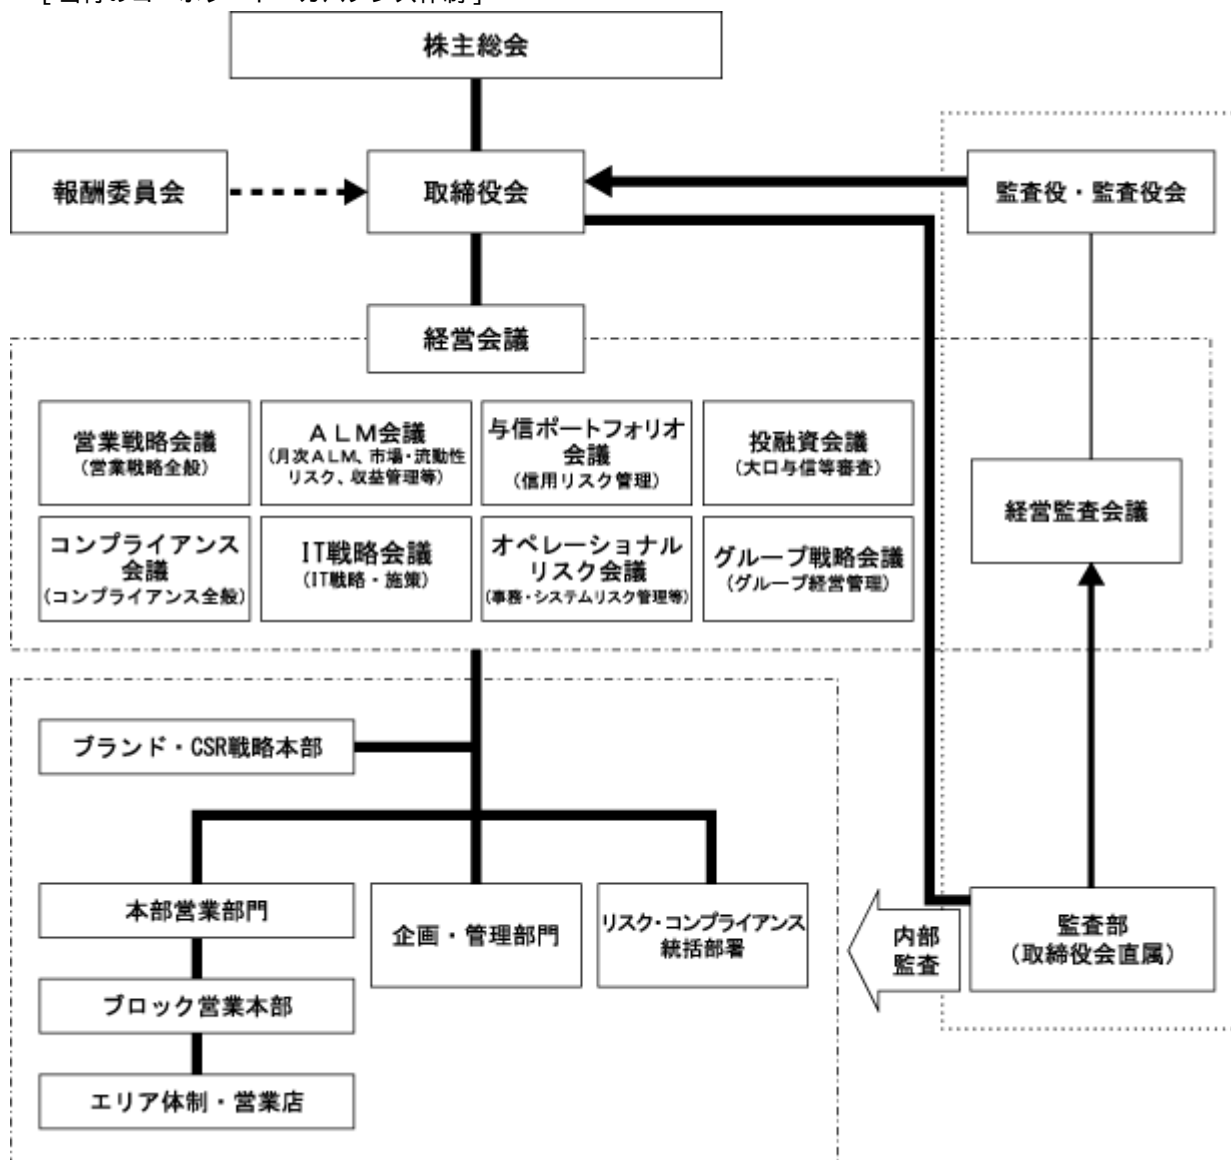 株主総会
報酬委員会
取締役会
監査役・監査役会
経営会議
営業戦略会議
(営業戦略全般)
ALM会議
(月次ALM、市場・流動性
リスク、収益管理等)
与信ポートフォリオ
会議
(信用リスク管理)
投融資会議
(大口与信等審査)
経営監査会議
コンプライアンス
会議
(コンプライアンス全般)
IT戦略会議
(IT戦略・施策)
オペレーショナル
リスク会議
(事務・システムリスク管理等)
グループ戦略会議
(グループ経営管理)
ブランド・CSR戦略本部
本部営業部門
企画・管理部門
リスク・コンプライアンス
統括部署
内部
監査
監査部
(取締役会直属)
ブロック営業本部
エリア体制・営業店